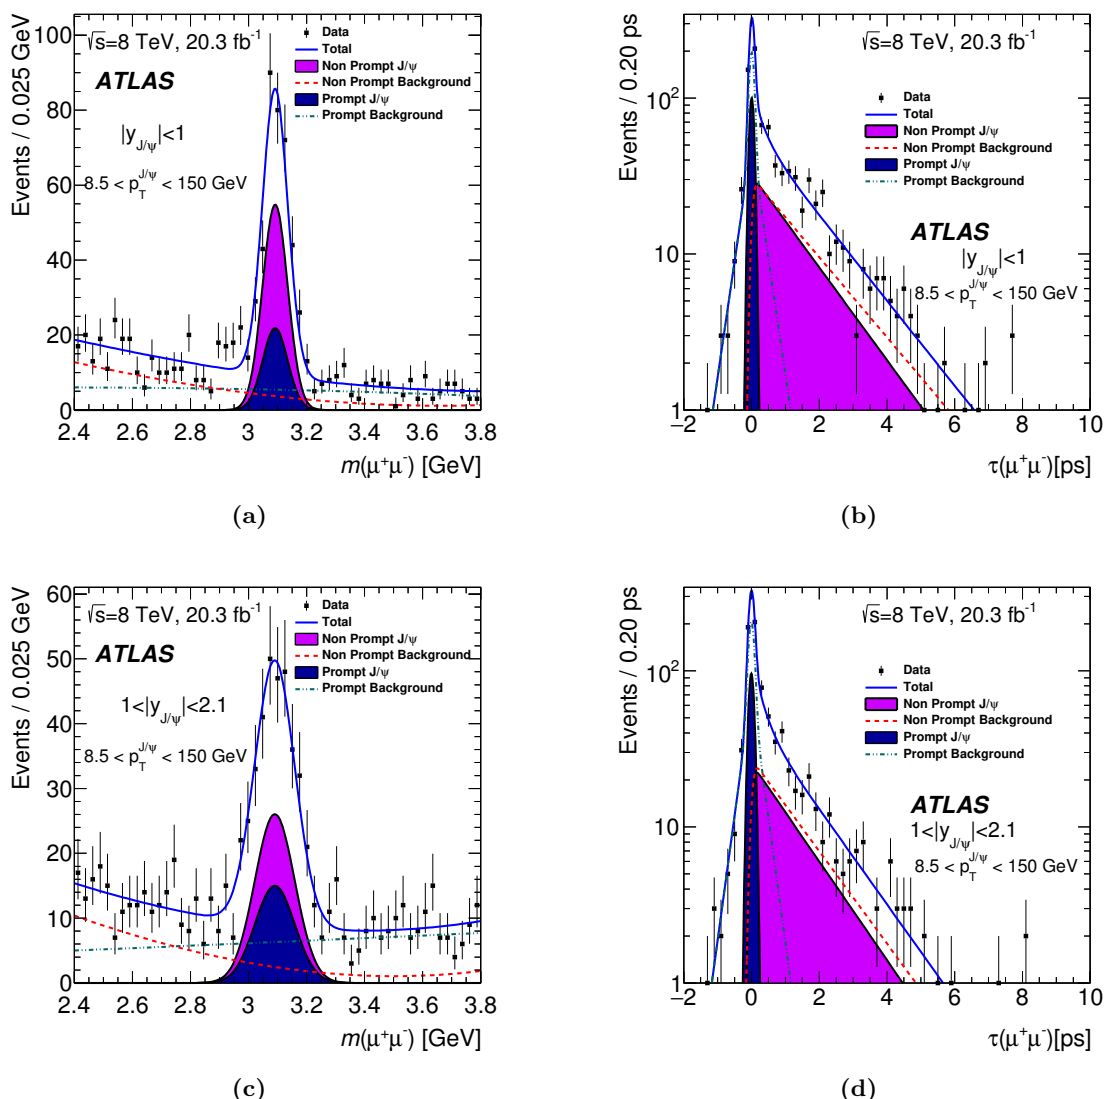 Events / 0.025 GeV
100
80
60
40
20
0
√s=8 TeV, 20.3 fb⁻¹
ATLAS
|y_J/ψ|<1
8.5 < p_T^J/ψ < 150 GeV
Data
Total
Non Prompt J/ψ
Non Prompt Background
Prompt J/ψ
Prompt Background
2.4 2.6 2.8 3 3.2 3.4 3.6 3.8
m(μ⁺μ⁻) [GeV]
(a)
Events / 0.20 ps
10²
10
1
√s=8 TeV, 20.3 fb⁻¹
Data
Total
Non Prompt J/ψ
Non Prompt Background
Prompt J/ψ
Prompt Background
ATLAS
|y_J/ψ|<1
8.5 < p_T^J/ψ < 150 GeV
−2 0 2 4 6 8 10
τ(μ⁺μ⁻)[ps]
(b)
Events / 0.025 GeV
60
50
40
30
20
10
0
√s=8 TeV, 20.3 fb⁻¹
ATLAS
1<|y_J/ψ|<2.1
8.5 < p_T^J/ψ < 150 GeV
Data
Total
Non Prompt J/ψ
Non Prompt Background
Prompt J/ψ
Prompt Background
2.4 2.6 2.8 3 3.2 3.4 3.6 3.8
m(μ⁺μ⁻) [GeV]
(c)
Events / 0.20 ps
10²
10
1
√s=8 TeV, 20.3 fb⁻¹
Data
Total
Non Prompt J/ψ
Non Prompt Background
Prompt J/ψ
Prompt Background
ATLAS
1<|y_J/ψ|<2.1
8.5 < p_T^J/ψ < 150 GeV
−2 0 2 4 6 8 10
τ(μ⁺μ⁻)[ps]
(d)